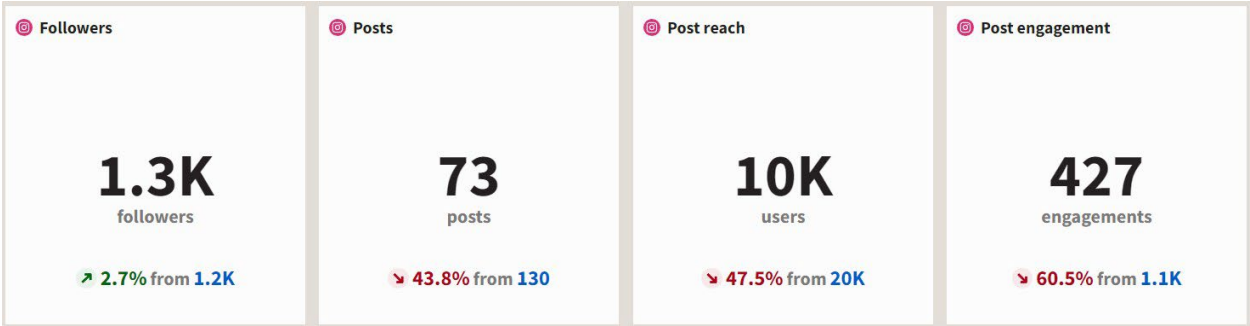 Followers
1.3K
followers
2.7% from 1.2K
Posts
73
posts
43.8% from 130
Post reach
10K
users
47.5% from 20K
Post engagement
427
engagements
60.5% from 1.1K